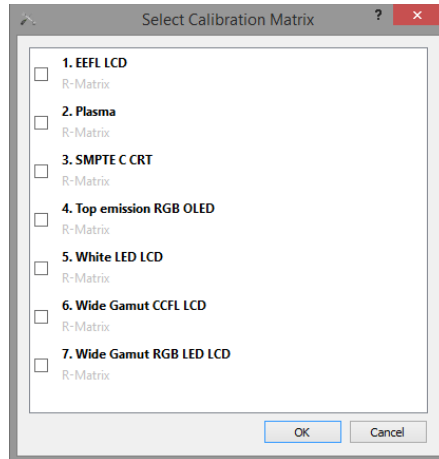 Select Calibration Matrix
?
×
1. EEFL LCD
R-Matrix
2. Plasma
R-Matrix
3. SMPTE C CRT
R-Matrix
4. Top emission RGB OLED
R-Matrix
5. White LED LCD
R-Matrix
6. Wide Gamut CCFL LCD
R-Matrix
7. Wide Gamut RGB LED LCD
R-Matrix
OK
Cancel